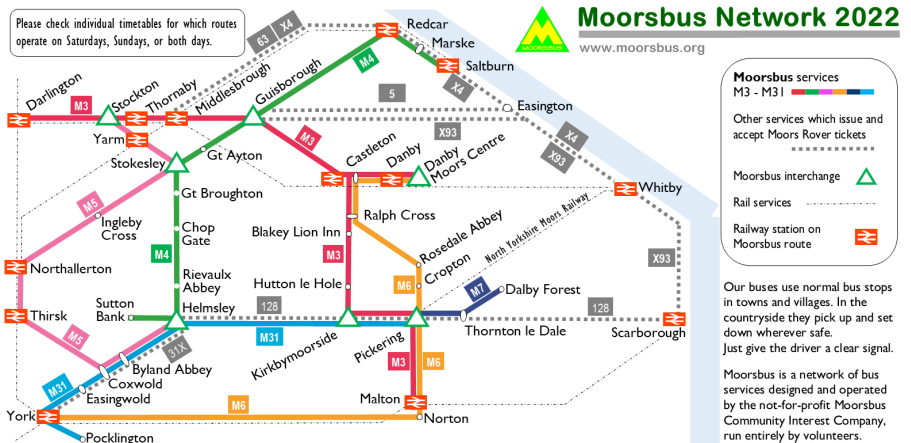 Please check individual timetables for which routes
operate on Saturdays, Sundays, or both days.
MOORSBUS
Moorsbus Network 2022
www.moorsbus.org
63
X4
Redcar
Marske
Saltburn
M4
X4
Darlington
M3
Stockton
Thornaby
Middlesbrough
Guisborough
5
Easington
X93
X4
X93
Yarm
Stokesley
Gt Ayton
M3
Castleton
Danby
Danby
Moors Centre
Whitby
M5
Ingleby
Cross
Gt Broughton
Chop
Gate
M4
Ralph Cross
Blakey Lion Inn
M3
Rosedale Abbey
Cropton
M6
North Yorkshire Moors Railway
X93
Northallerton
Rievaulx
Abbey
Hutton le Hole
M7
Dalby Forest
Thirsk
Sutton
Bank
Helmsley
128
128
M5
31X
M31
Kirkbymoorside
Pickering
Thornton le Dale
Scarborough
Byland Abbey
Coxwold
Easingwold
M31
M3
M6
Malton
York
M6
Norton
Pocklington
Moorsbus services
M3 - M31
Other services which issue and
accept Moors Rover tickets
Moorsbus interchange
Rail services
Railway station on
Moorsbus route
Our buses use normal bus stops
in towns and villages. In the
countryside they pick up and set
down wherever safe.
Just give the driver a clear signal.
Moorsbus is a network of bus
services designed and operated
by the not-for-profit Moorsbus
Community Interest Company,
run entirely by volunteers.